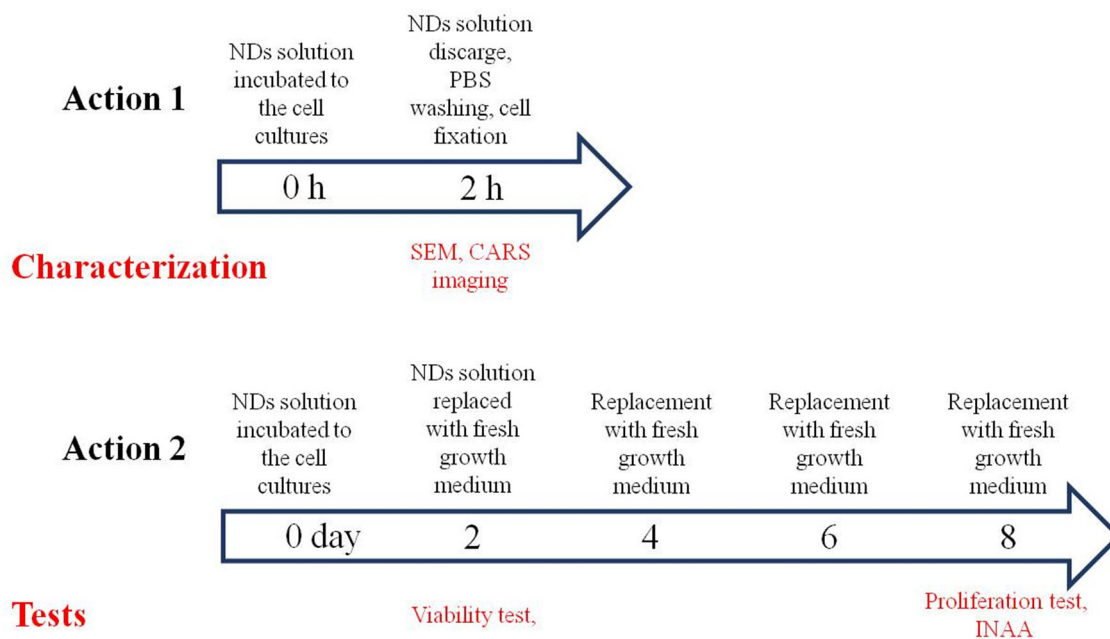 NDs solution
incubated to
the cell
cultures
NDs solution
discarge,
PBS
washing, cell
fixation
Action 1
0 h
2 h
Characterization
SEM, CARS
imaging
NDs solution
incubated to
the cell
cultures
NDs solution
replaced
with fresh
growth
medium
Replacement
with fresh
growth
medium
Replacement
with fresh
growth
medium
Replacement
with fresh
growth
medium
Action 2
0 day
2
4
6
8
Tests
Viability test,
Proliferation test,
INAA